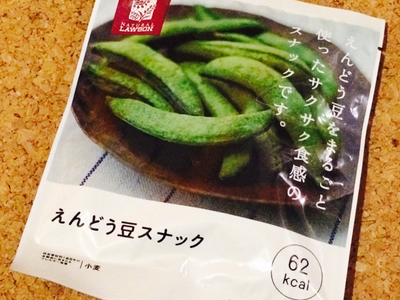 NATURAL
LAWSON
えんどう豆をまるごと
使ったサクサク食感の
スナックです。
えんどう豆スナック
小麦
62
kcal